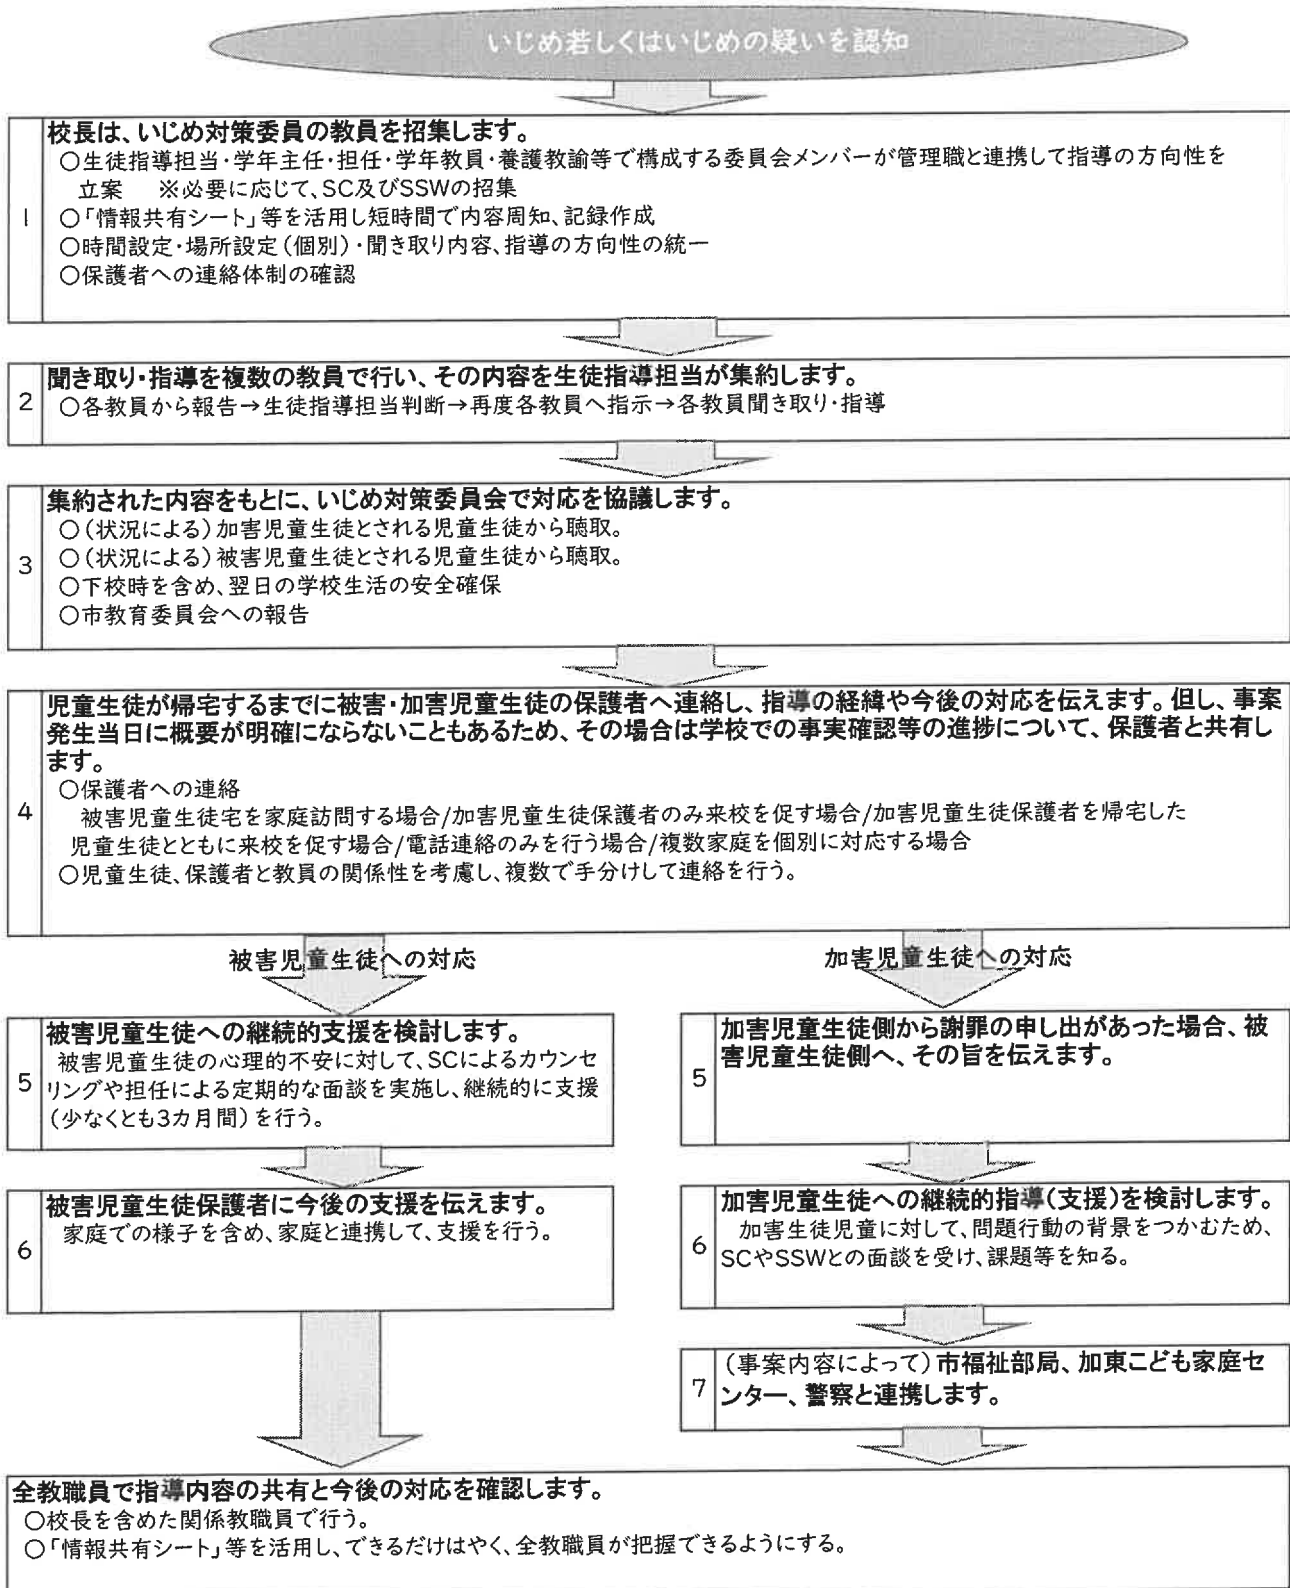 いじめ若しくはいじめの疑いを認知
1
校長は、いじめ対策委員の教員を招集します。
○生徒指導担当・学年主任・担任・学年教員・養護教諭等で構成する委員会メンバーが管理職と連携して指導の方向性を
立案　※必要に応じて、SC及びSSWの招集
○「情報共有シート」等を活用し短時間で内容周知、記録作成
○時間設定・場所設定(個別)・聞き取り内容、指導の方向性の統一
○保護者への連絡体制の確認
2
聞き取り・指導を複数の教員で行い、その内容を生徒指導担当が集約します。
○各教員から報告→生徒指導担当判断→再度各教員へ指示→各教員聞き取り・指導
3
集約された内容をもとに、いじめ対策委員会で対応を協議します。
○(状況による)加害児童生徒とされる児童生徒から聴取。
○(状況による)被害児童生徒とされる児童生徒から聴取。
○下校時を含め、翌日の学校生活の安全確保
○市教育委員会への報告
4
児童生徒が帰宅するまでに被害・加害児童生徒の保護者へ連絡し、指導の経緯や今後の対応を伝えます。但し、事案
発生当日に概要が明確にならないこともあるため、その場合は学校での事実確認等の進捗について、保護者と共有し
ます。
○保護者への連絡
被害児童生徒宅を家庭訪問する場合/加害児童生徒保護者のみ来校を促す場合/加害児童生徒保護者を帰宅した
児童生徒とともに来校を促す場合/電話連絡のみを行う場合/複数家庭を個別に対応する場合
○児童生徒、保護者と教員の関係性を考慮し、複数で手分けして連絡を行う。
被害児童生徒への対応
5
被害児童生徒への継続的支援を検討します。
被害児童生徒の心理的不安に対して、SCによるカウンセ
リングや担任による定期的な面談を実施し、継続的に支援
(少なくとも3カ月間)を行う。
6
被害児童生徒保護者に今後の支援を伝えます。
家庭での様子を含め、家庭と連携して、支援を行う。
加害児童生徒への対応
5
加害児童生徒側から謝罪の申し出があった場合、被
害児童生徒側へ、その旨を伝えます。
6
加害児童生徒への継続的指導(支援)を検討します。
加害生徒児童に対して、問題行動の背景をつかむため、
SCやSSWとの面談を受け、課題等を知る。
7
(事案内容によって)市福祉部局、加東こども家庭セ
ンター、警察と連携します。
全教職員で指導内容の共有と今後の対応を確認します。
○校長を含めた関係教職員で行う。
○「情報共有シート」等を活用し、できるだけはやく、全教職員が把握できるようにする。